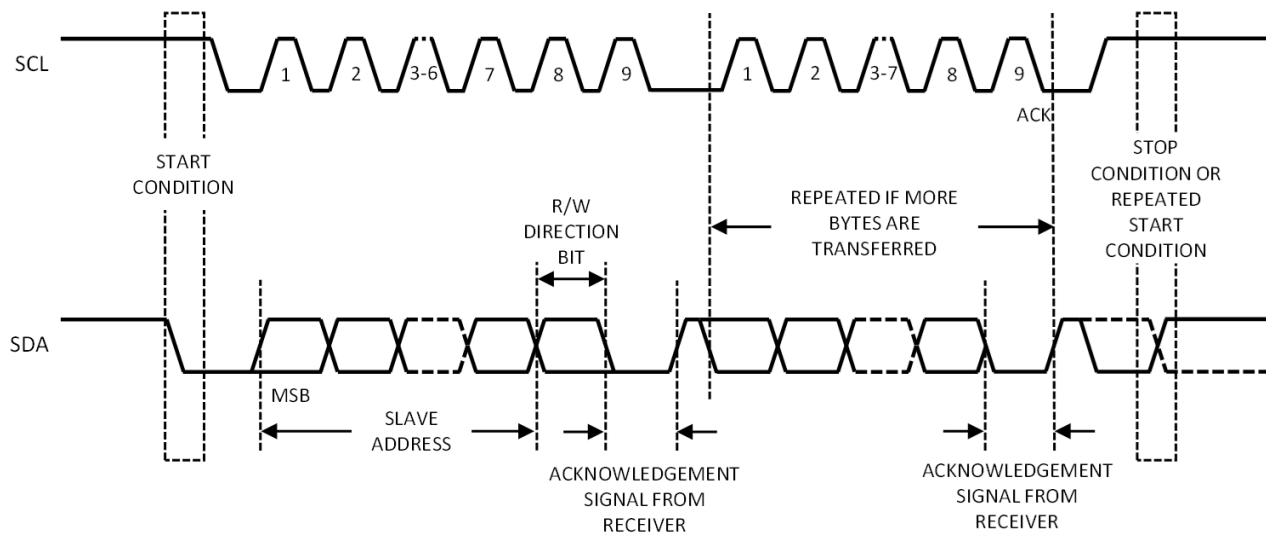 SCL
1
2
3-6
7
8
9
1
2
3-7
8
9
ACK
START
CONDITION
R/W
DIRECTION
BIT
REPEATED IF MORE
BYTES ARE
TRANSFERRED
STOP
CONDITION OR
REPEATED
START
CONDITION
SDA
MSB
SLAVE
ADDRESS
ACKNOWLEDGEMENT
SIGNAL FROM
RECEIVER
ACKNOWLEDGEMENT
SIGNAL FROM
RECEIVER